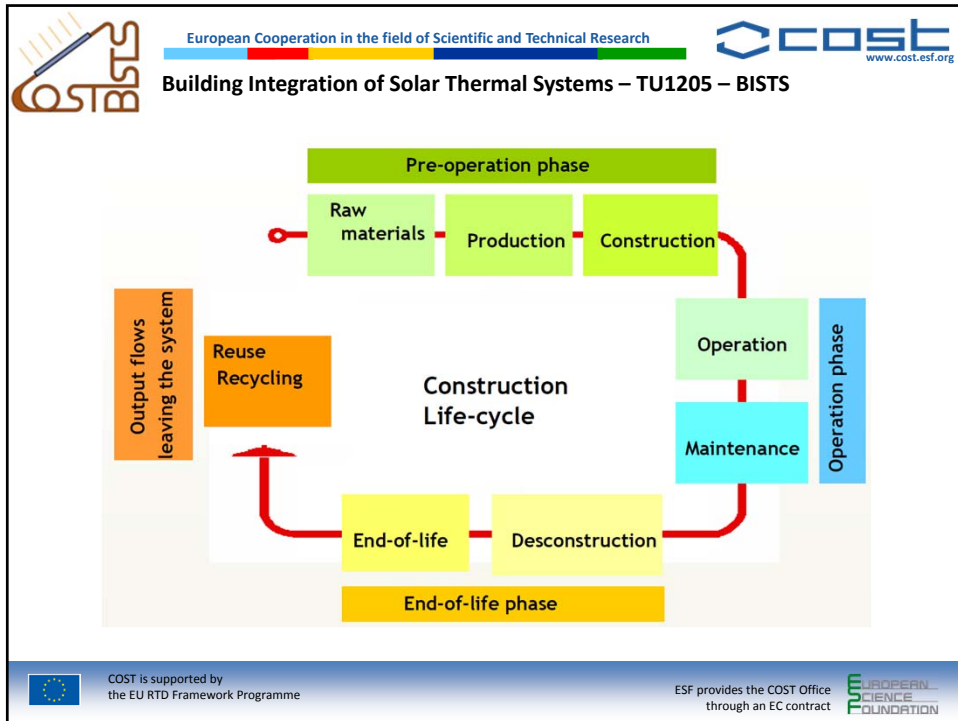 COST BISTS
European Cooperation in the field of Scientific and Technical Research
cost
www.cost.esf.org
Building Integration of Solar Thermal Systems – TU1205 – BISTS
Pre-operation phase
Raw
materials
Production
Construction
Output flows
leaving the system
Reuse
Recycling
Construction
Life-cycle
Operation
Maintenance
Operation phase
End-of-life
Desconstruction
End-of-life phase
COST is supported by
the EU RTD Framework Programme
ESF provides the COST Office
through an EC contract
EUROPEAN
SCIENCE
FOUNDATION